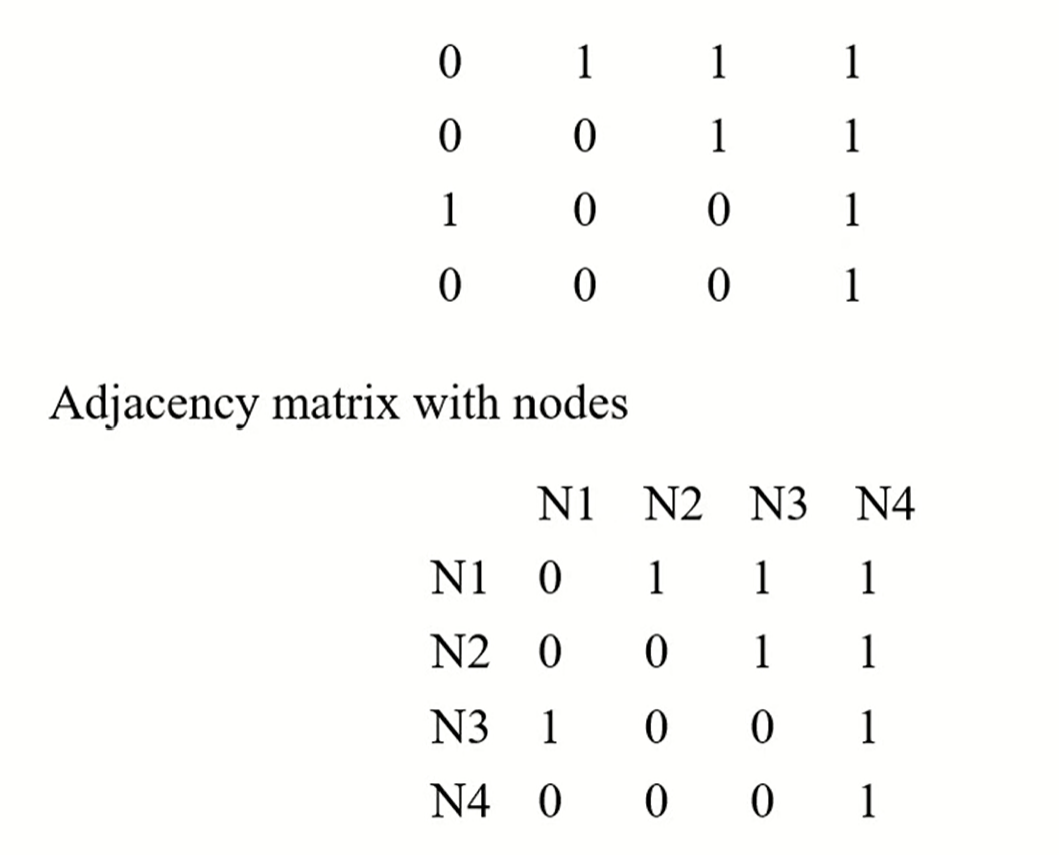 0 1 1 1
0 0 1 1
1 0 0 1
0 0 0 1
Adjacency matrix with nodes
N1 N2 N3 N4
N1 0 1 1 1
N2 0 0 1 1
N3 1 0 0 1
N4 0 0 0 1